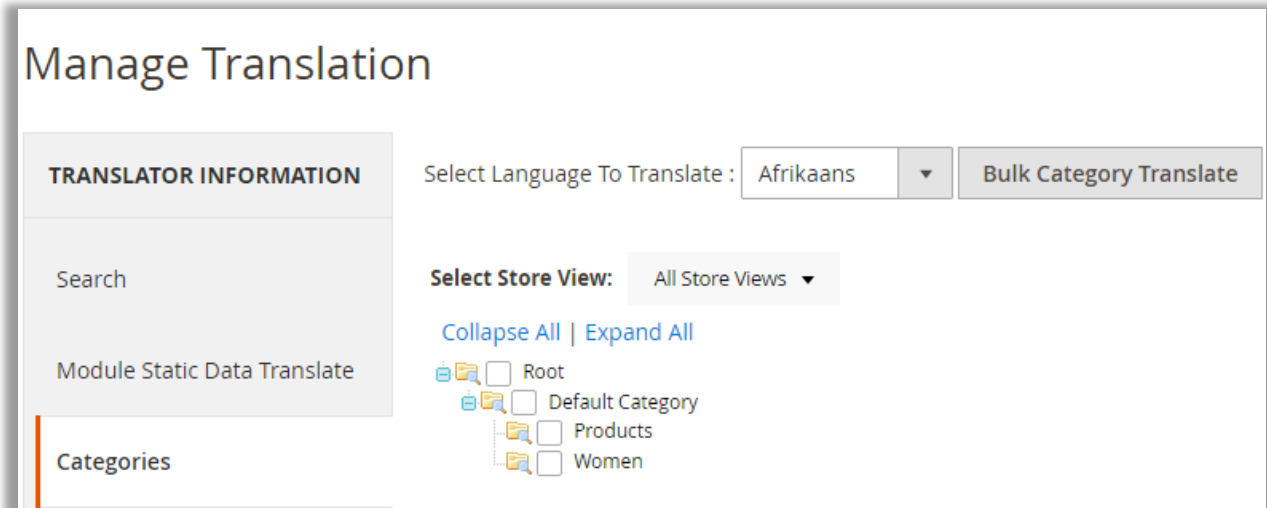 Manage Translation
TRANSLATOR INFORMATION
Search
Module Static Data Translate
Categories
Select Language To Translate : Afrikaans Bulk Category Translate
Select Store View: All Store Views
Collapse All | Expand All
Root
Default Category
Products
Women